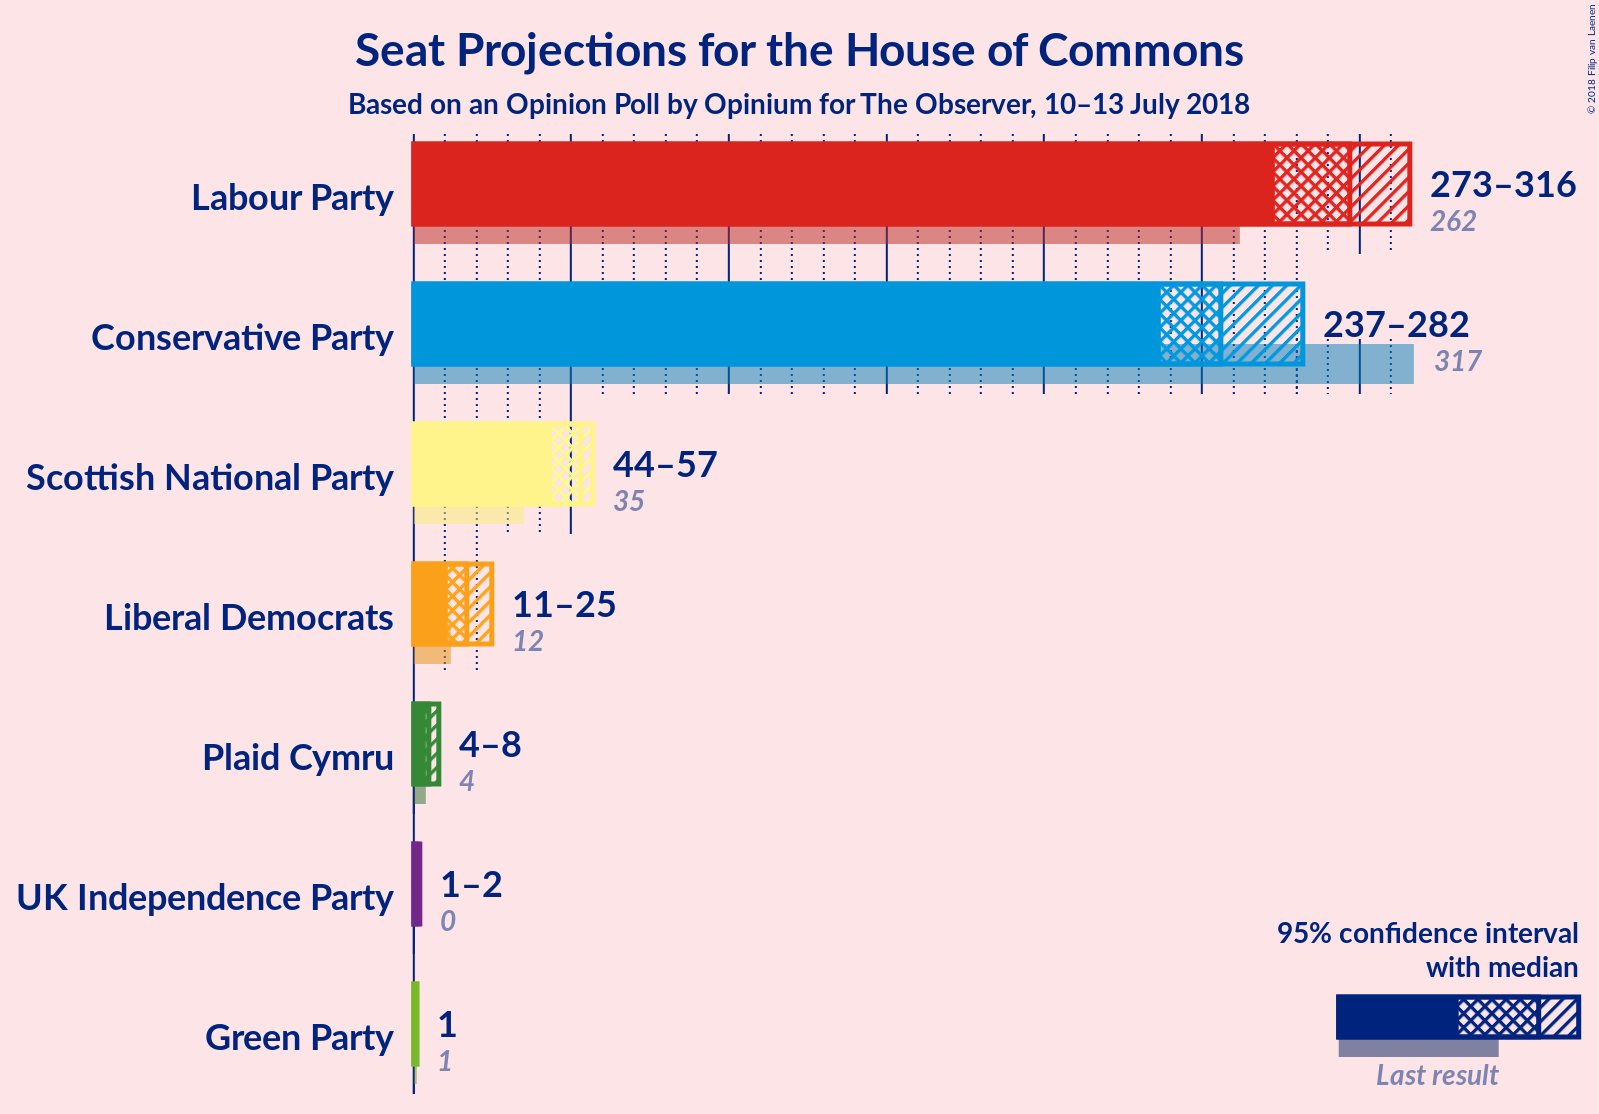 Seat Projections for the House of Commons
Based on an Opinion Poll by Opinium for The Observer, 10–13 July 2018
© 2018 Filip van Laenen
Labour Party
273–316
262
Conservative Party
237–282
317
Scottish National Party
44–57
35
Liberal Democrats
11–25
12
Plaid Cymru
4–8
4
UK Independence Party
1–2
0
Green Party
1
1
95% confidence interval
with median
Last result